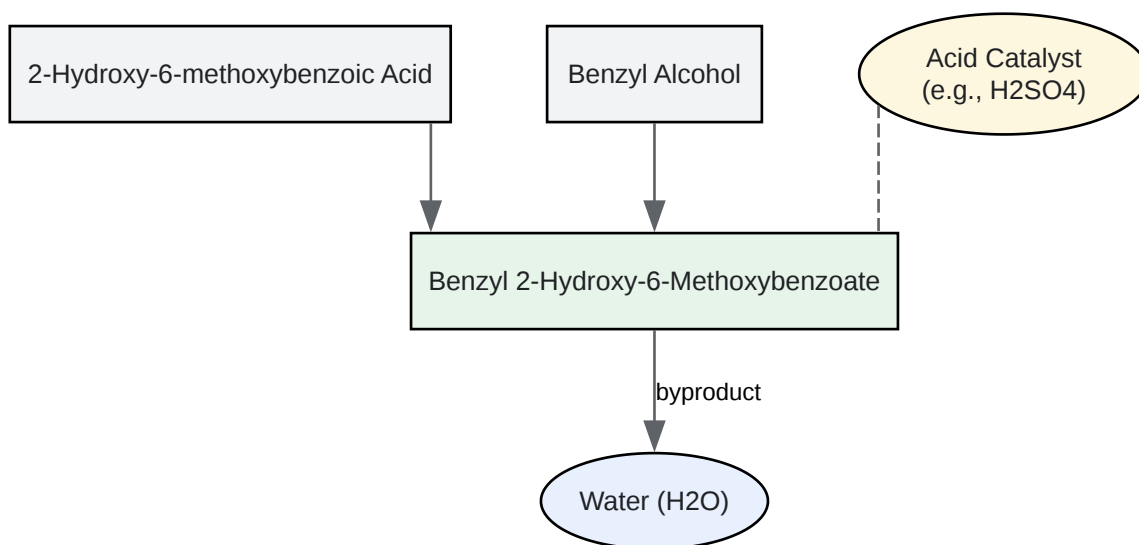 2-Hydroxy-6-methoxybenzoic Acid
Benzyl Alcohol
Acid Catalyst
(e.g., H2SO4)
Benzyl 2-Hydroxy-6-Methoxybenzoate
byproduct
Water (H2O)